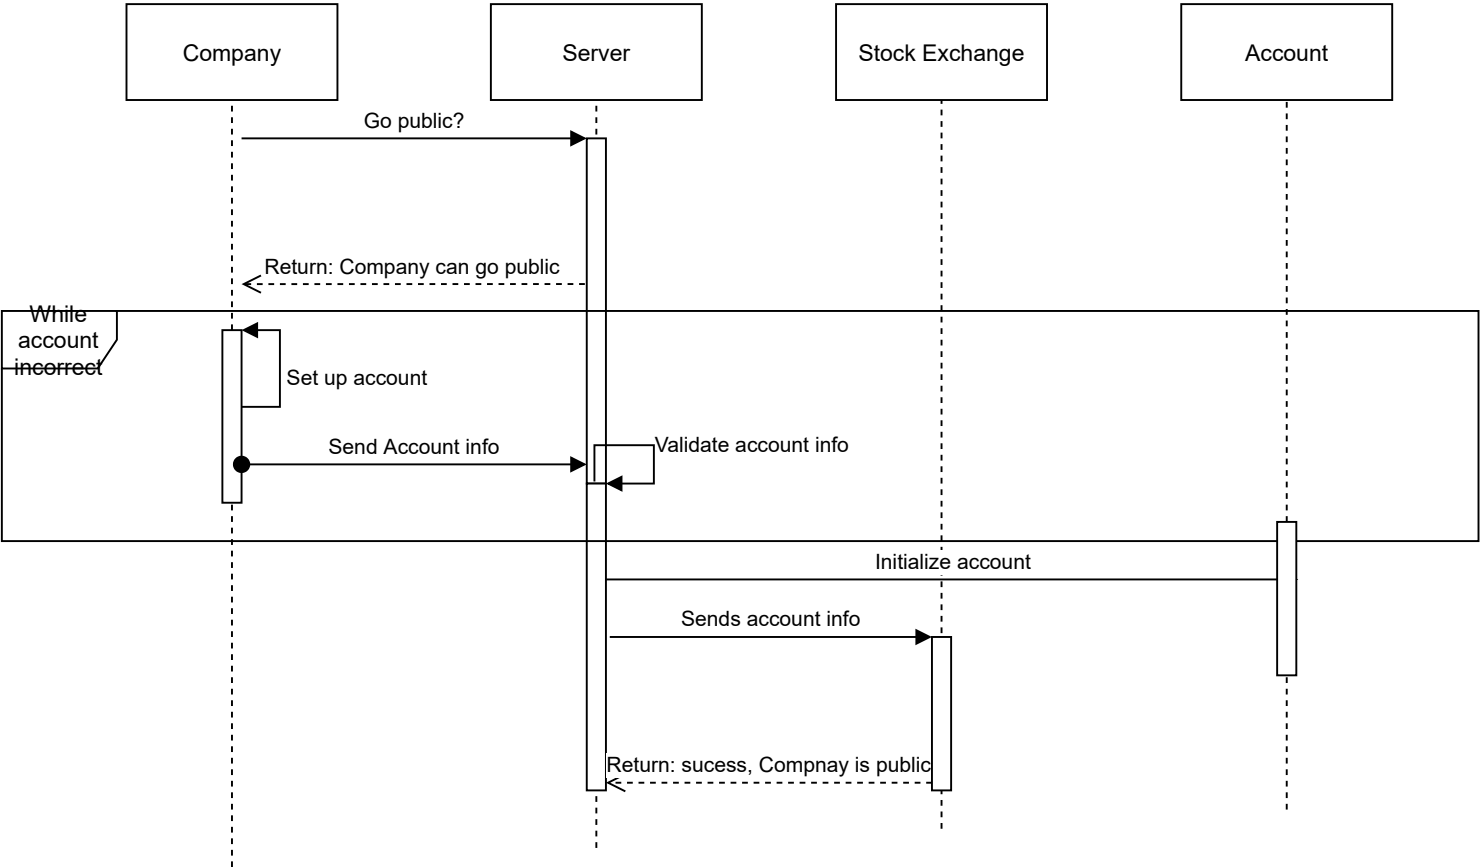 Company
Server
Stock Exchange
Account
Go public?
Return: Company can go public
While
account
incorrect
Set up account
Send Account info
Validate account info
Initialize account
Sends account info
Return: sucess, Compnay is public